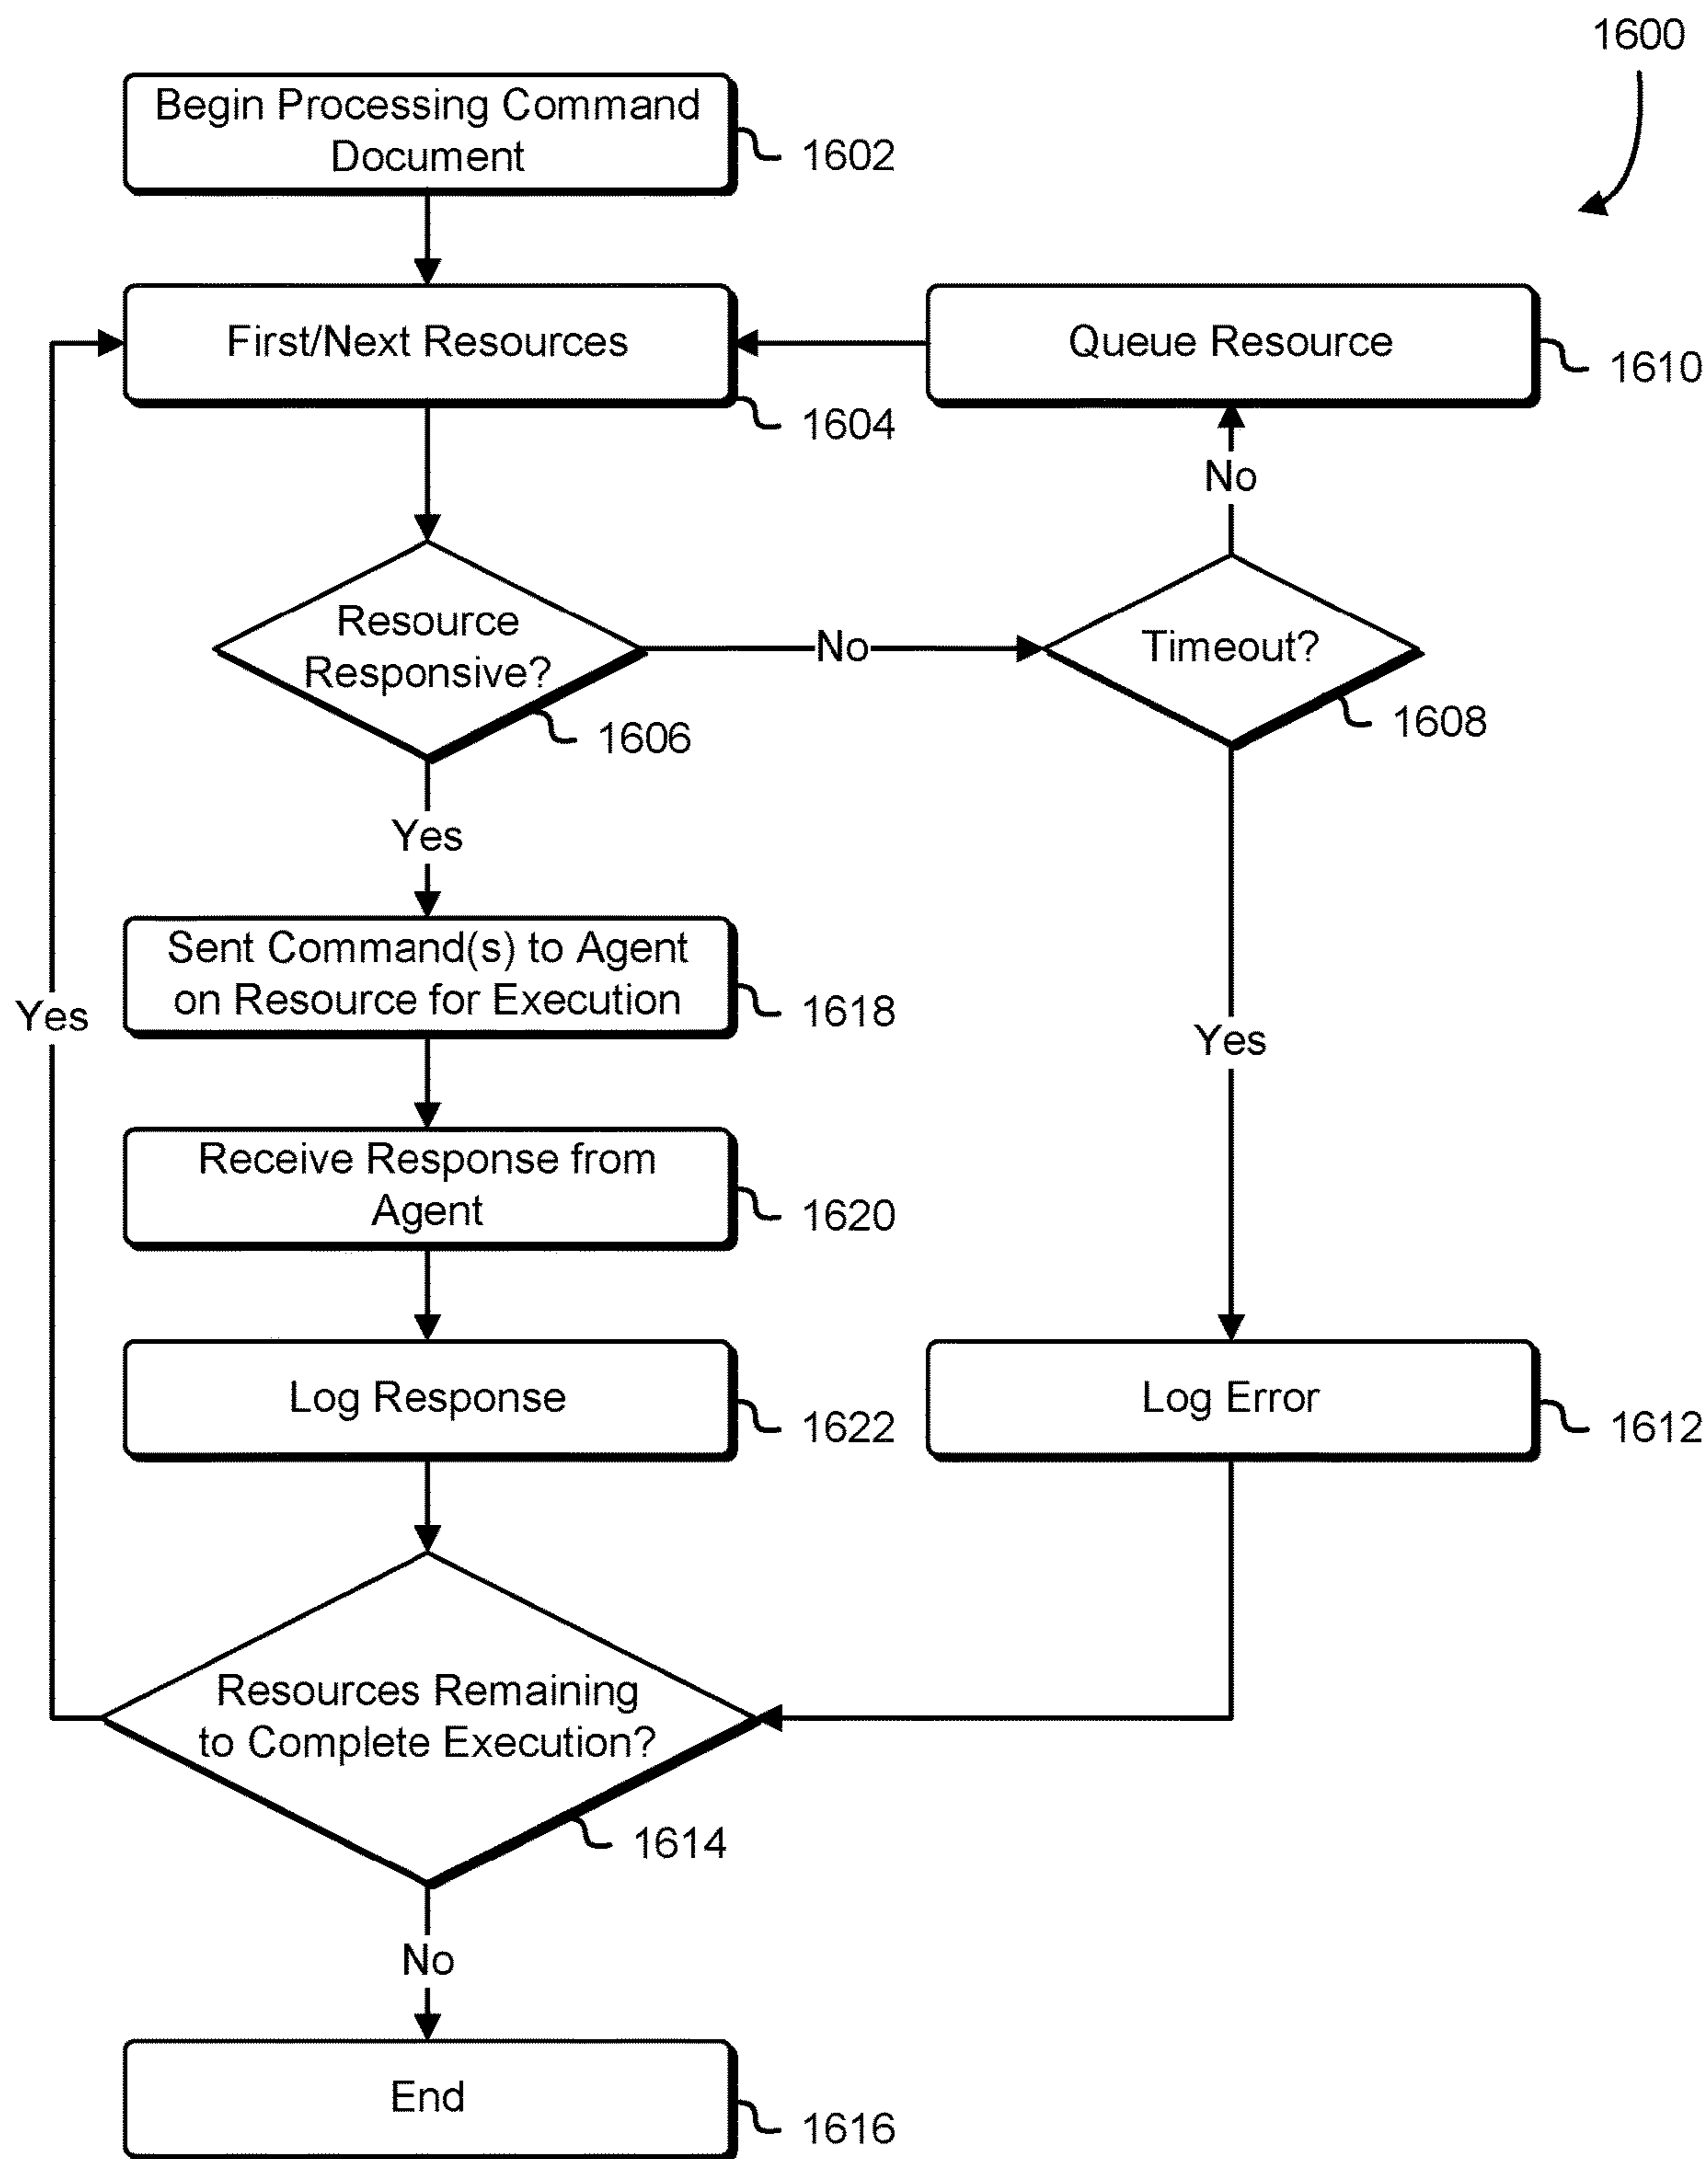 1600
Begin Processing Command
Document
1602
First/Next Resources
1604
Queue Resource
1610
No
Resource
Responsive?
1606
No
Timeout?
1608
Yes
Sent Command(s) to Agent
on Resource for Execution
1618
Yes
Yes
Receive Response from
Agent
1620
Log Response
1622
Log Error
1612
Resources Remaining
to Complete Execution?
1614
No
End
1616